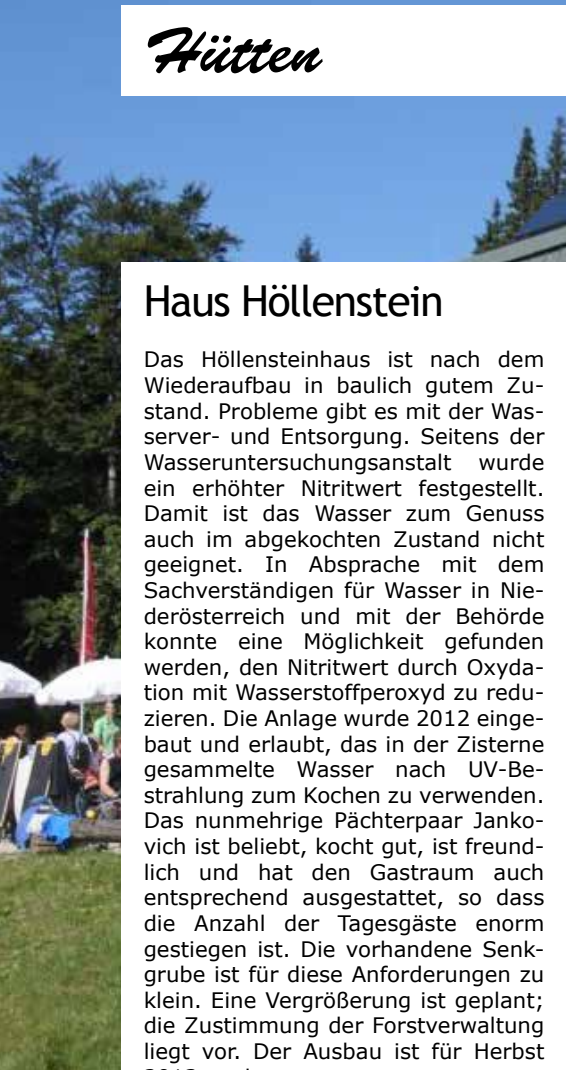 Hütten
Haus Höllenstein
Das Höllensteinhaus ist nach dem
Wiederaufbau in baulich gutem Zu-
stand. Probleme gibt es mit der Was-
server- und Entsorgung. Seitens der
Wasseruntersuchungsanstalt wurde
ein erhöhter Nitritwert festgestellt.
Damit ist das Wasser zum Genuss
auch im abgekochten Zustand nicht
geeignet. In Absprache mit dem
Sachverständigen für Wasser in Nie-
derösterreich und mit der Behörde
konnte eine Möglichkeit gefunden
werden, den Nitritwert durch Oxyda-
tion mit Wasserstoffperoxyd zu redu-
zieren. Die Anlage wurde 2012 einge-
baut und erlaubt, das in der Zisterne
gesammelte Wasser nach UV-Be-
strahlung zum Kochen zu verwenden.
Das nunmehrige Pächterpaar Janko-
vich ist beliebt, kocht gut, ist freund-
lich und hat den Gastraum auch
entsprechend ausgestattet, so dass
die Anzahl der Tagesgäste enorm
gestiegen ist. Die vorhandene Senk-
grube ist für diese Anforderungen zu
klein. Eine Vergrößerung ist geplant;
die Zustimmung der Forstverwaltung
liegt vor. Der Ausbau ist für Herbst